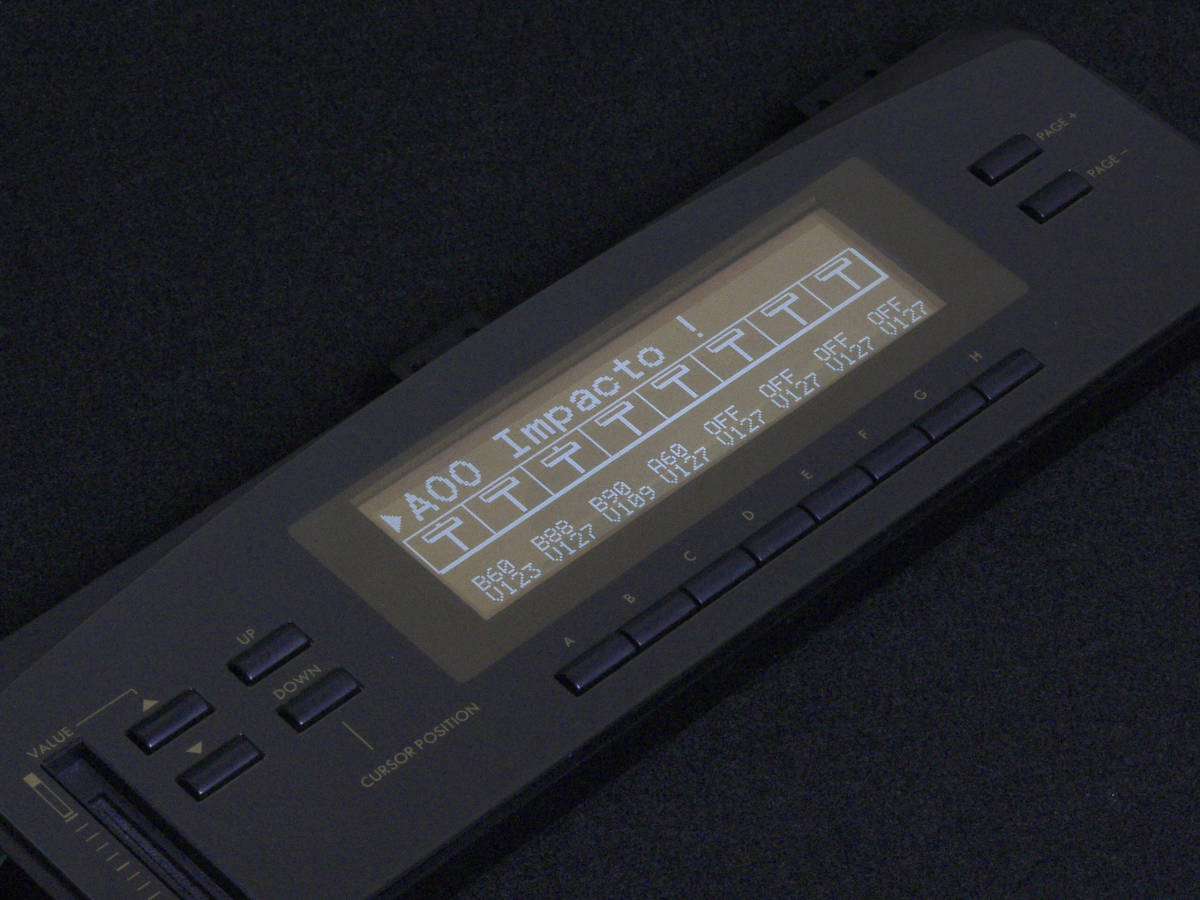 PAGE +
PAGE −
▶A00 Impacto !
T T T T T T T T
B60 B88 B90 A60 OFF OFF OFF OFF
V123 V127 V109 V127 V127 V127 V127 V127
A B C D E F G H
UP
DOWN
CURSOR POSITION
VALUE